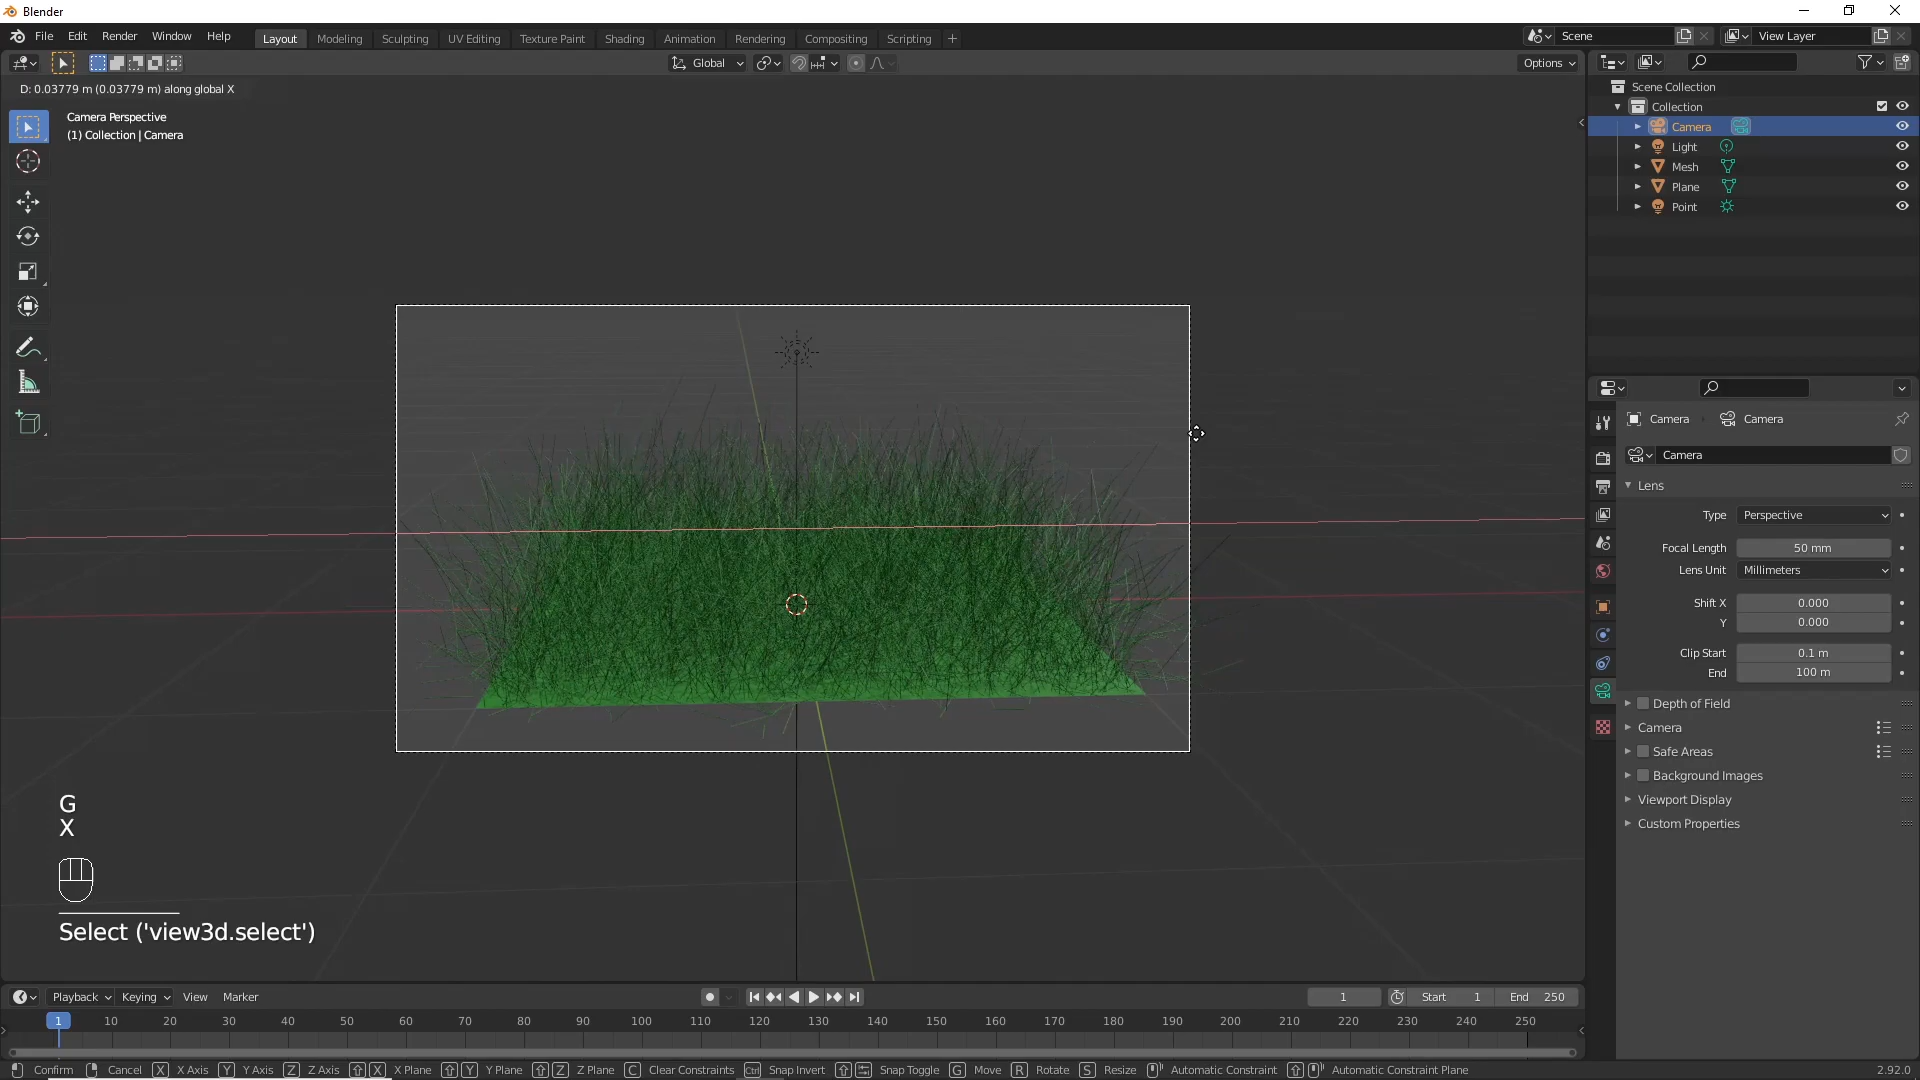 Blender
File Edit Render Window Help
Layout Modeling Sculpting UV Editing Texture Paint Shading Animation Rendering Compositing Scripting +
Scene
View Layer
Global
Options
D: 0.03779 m (0.03779 m) along global X
Camera Perspective
(1) Collection | Camera
Scene Collection
Collection
Camera
Light
Mesh
Plane
Point
Camera Camera
Camera
Lens
Type Perspective
Focal Length 50 mm
Lens Unit Millimeters
Shift X 0.000
Y 0.000
Clip Start 0.1 m
End 100 m
Depth of Field
Camera
Safe Areas
Background Images
Viewport Display
Custom Properties
G
X
Select ('view3d.select')
Playback Keying View Marker
1 Start 1 End 250
1 10 20 30 40 50 60 70 80 90 100 110 120 130 140 150 160 170 180 190 200 210 220 230 240 250
Confirm Cancel X X Axis Y Y Axis Z Z Axis X X Plane Y Y Plane Z Z Plane C Clear Constraints Ctrl Snap Invert Snap Toggle G Move R Rotate S Resize Automatic Constraint Automatic Constraint Plane 2.92.0